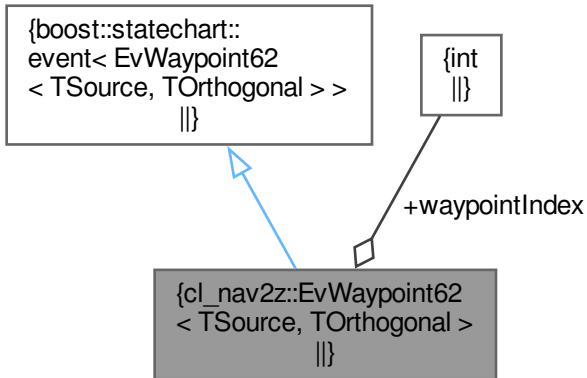 {boost::statechart::
event< EvWaypoint62
< TSource, TOrthogonal > >
||}
{int
||}
+waypointIndex
{cl_nav2z::EvWaypoint62
< TSource, TOrthogonal >
||}